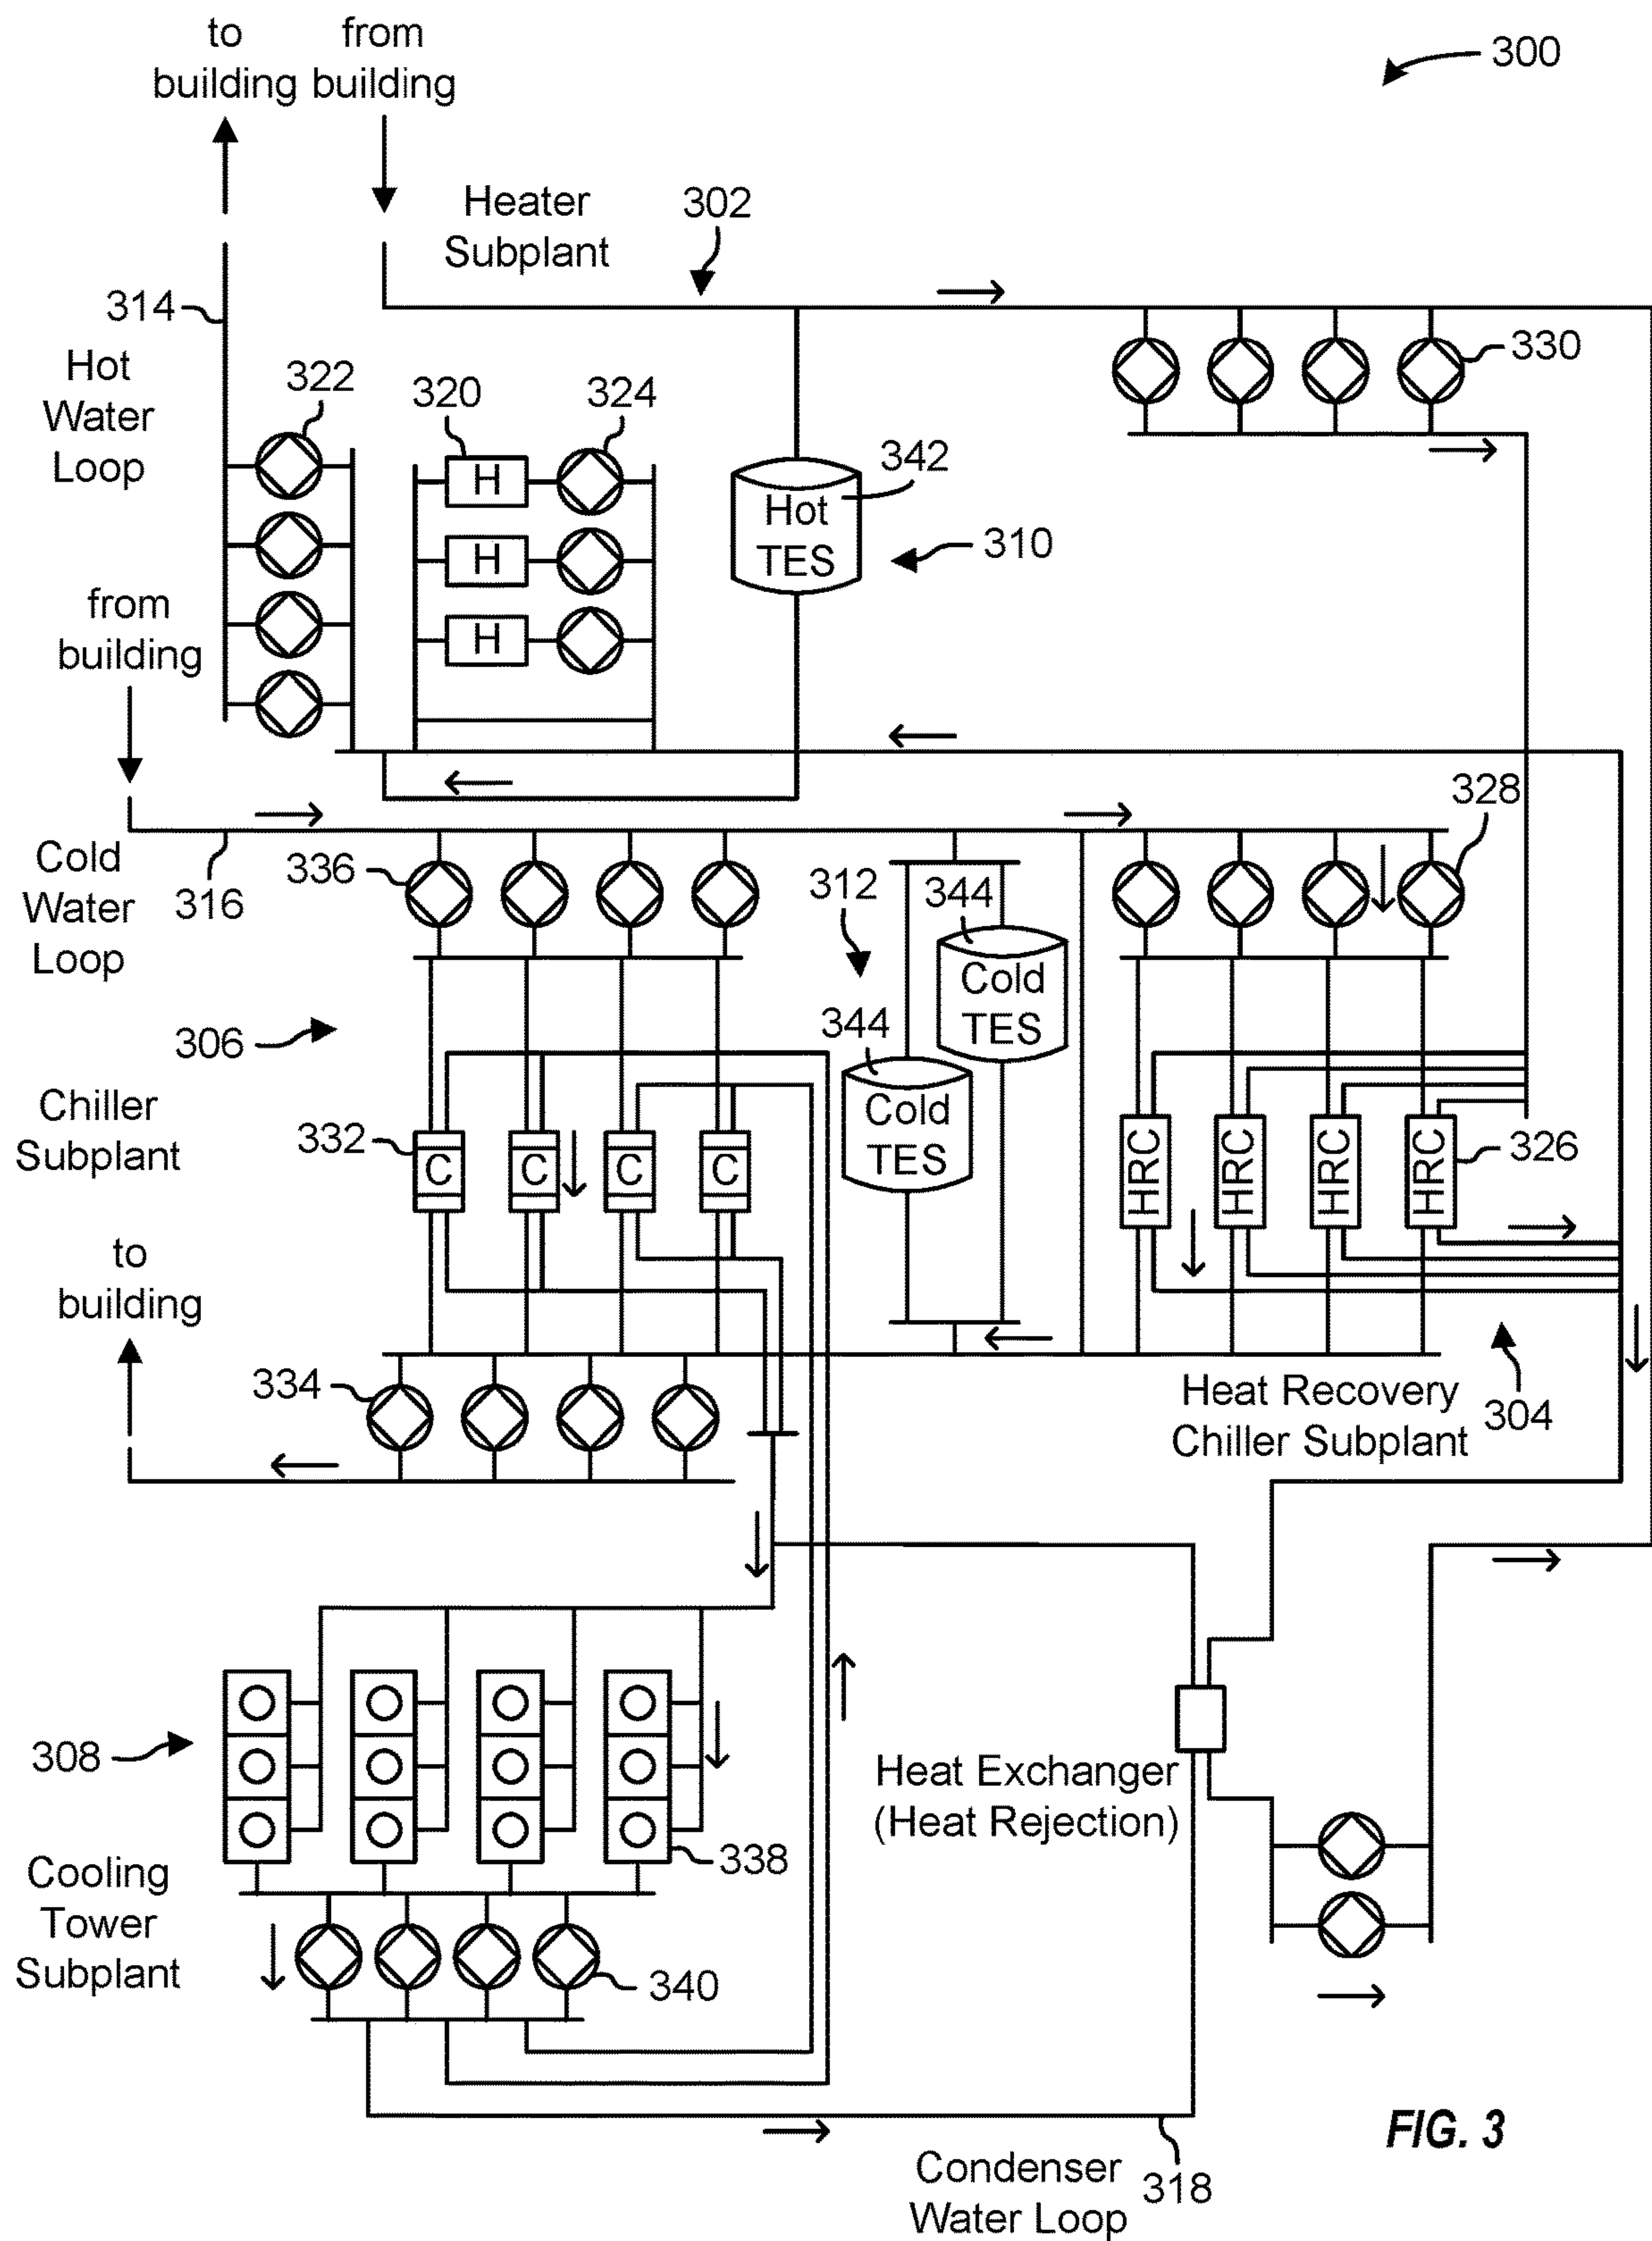 to
building
from
building
300
Heater
Subplant
302
314
Hot
Water
Loop
322
320
324
330
H
H
H
342
Hot
TES
310
from
building
328
316
Cold
Water
Loop
336
312
344
Cold
TES
344
Cold
TES
306
Chiller
Subplant
332
C
C
C
C
HRC
HRC
HRC
HRC
326
to
building
334
Heat Recovery
Chiller Subplant
304
308
338
Heat Exchanger
(Heat Rejection)
Cooling
Tower
Subplant
340
FIG. 3
Condenser
Water Loop
318